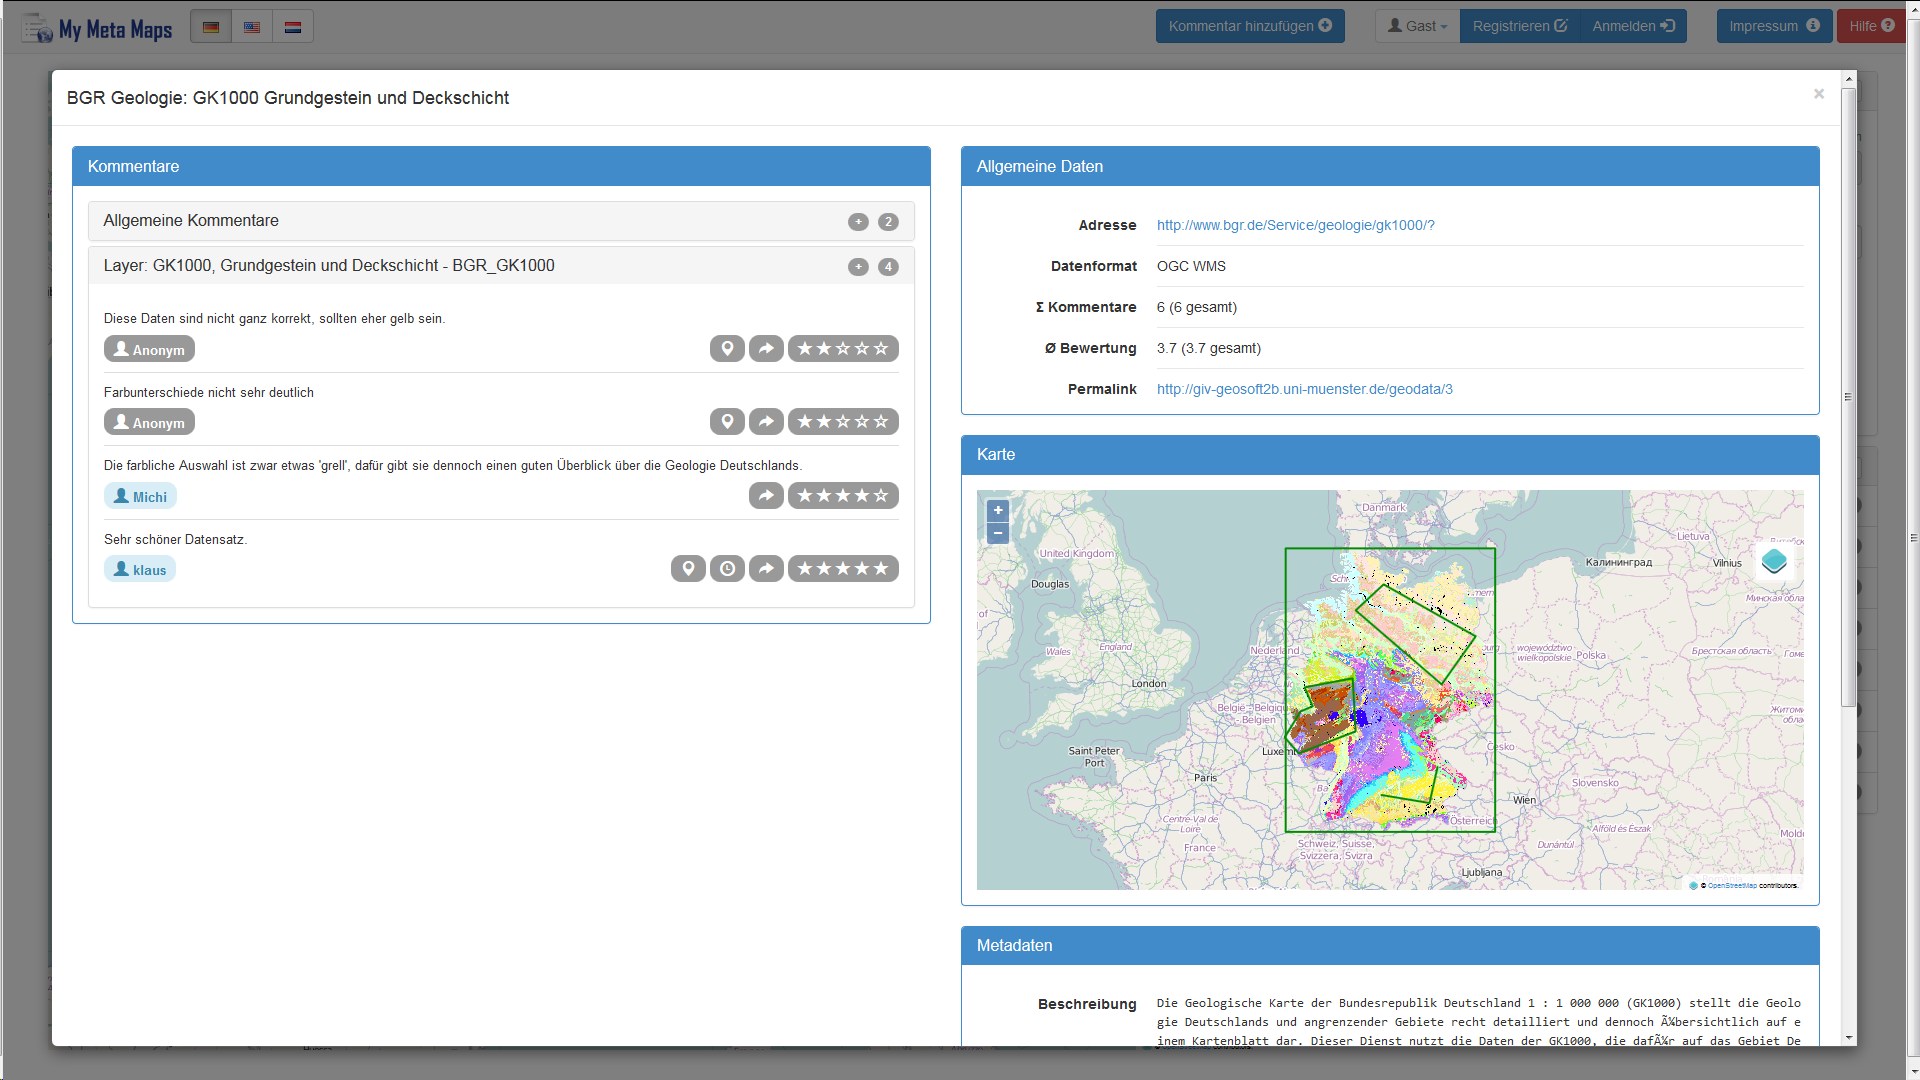 My Meta Maps
Kommentar hinzufügen
Gast
Registrieren
Anmelden
Impressum
Hilfe
BGR Geologie: GK1000 Grundgestein und Deckschicht
×
Kommentare
Allgemeine Kommentare + 2
Layer: GK1000, Grundgestein und Deckschicht - BGR_GK1000 + 4
Diese Daten sind nicht ganz korrekt, sollten eher gelb sein.
Anonym
Farbunterschiede nicht sehr deutlich
Anonym
Die farbliche Auswahl ist zwar etwas 'grell', dafür gibt sie dennoch einen guten Überblick über die Geologie Deutschlands.
Michi
Sehr schöner Datensatz.
klaus
Allgemeine Daten
Adresse http://www.bgr.de/Service/geologie/gk1000/?
Datenformat OGC WMS
Σ Kommentare 6 (6 gesamt)
Ø Bewertung 3.7 (3.7 gesamt)
Permalink http://giv-geosoft2b.uni-muenster.de/geodata/3
Karte
+
−
Danmark
United Kingdom
Douglas
Wales
England
London
Nederland
België - Belgique
- Belgien
Saint Peter
Port
Paris
Centre-Val de
Loire
France
Schweiz, Suisse,
Svizzera, Svizra
Österreich
Česko
Wien
Slovensko
Alföld és Észak
Dunántúl
Ljubljana
województwo
wielkopolskie
Polska
Калининград
Lietuva
Vilnius
Брестская область
© OpenStreetMap contributors.
Metadaten
Beschreibung Die Geologische Karte der Bundesrepublik Deutschland 1 : 1 000 000 (GK1000) stellt die Geolo
gie Deutschlands und angrenzender Gebiete recht detailliert und dennoch Ã¼bersichtlich auf e
inem Kartenblatt dar. Dieser Dienst nutzt die Daten der GK1000, die dafÃ¼r auf das Gebiet De